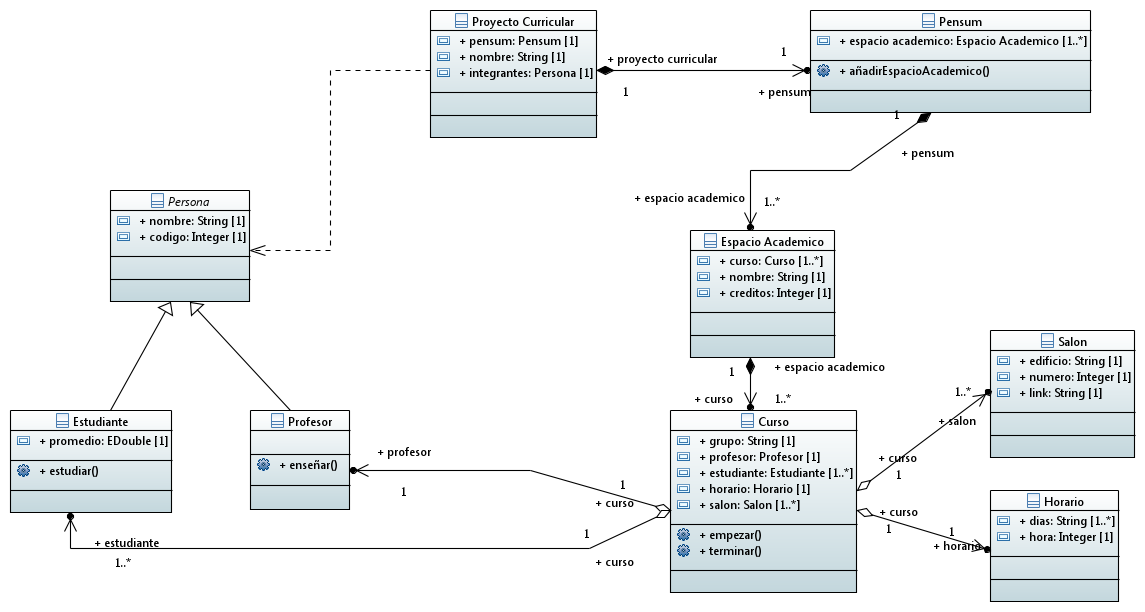 Proyecto Curricular
+ pensum: Pensum [1]
+ nombre: String [1]
+ integrantes: Persona [1]
+ proyecto curricular
1
1
+ pensum
Pensum
+ espacio academico: Espacio Academico [1..*]
+ añadirEspacioAcademico()
1
+ pensum
+ espacio academico
1..*
Persona
+ nombre: String [1]
+ codigo: Integer [1]
Espacio Academico
+ curso: Curso [1..*]
+ nombre: String [1]
+ creditos: Integer [1]
1
+ espacio academico
+ curso
1..*
Salon
+ edificio: String [1]
+ numero: Integer [1]
+ link: String [1]
1..*
+ salon
+ curso
1
Estudiante
+ promedio: EDouble [1]
+ estudiar()
Profesor
+ enseñar()
+ profesor
1
1
+ curso
Curso
+ grupo: String [1]
+ profesor: Profesor [1]
+ estudiante: Estudiante [1..*]
+ horario: Horario [1]
+ salon: Salon [1..*]
+ empezar()
+ terminar()
+ curso
1
1
+ horario
Horario
+ dias: String [1..*]
+ hora: Integer [1]
+ estudiante
1..*
1
+ curso